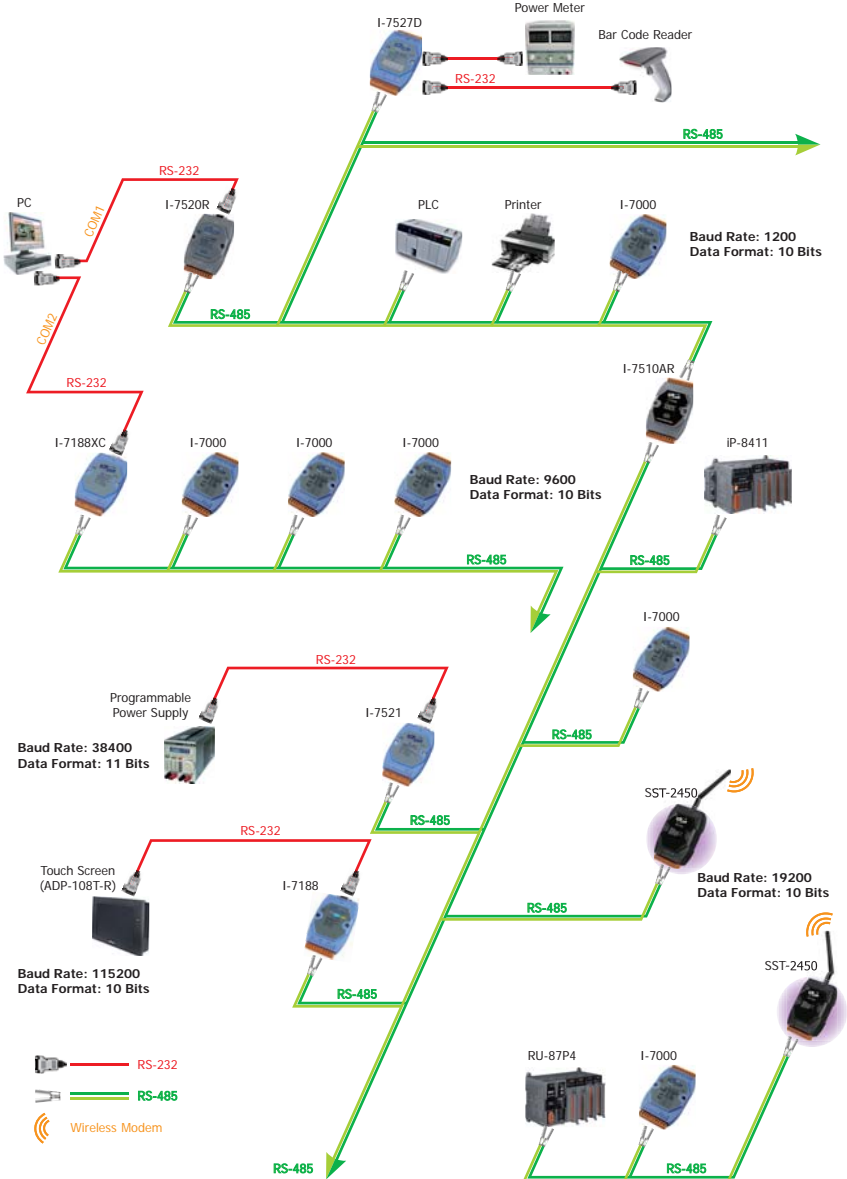 I-7527D
Power Meter
Bar Code Reader
RS-232
RS-485
RS-232
PC
COM1
I-7520R
PLC
Printer
I-7000
Baud Rate: 1200
Data Format: 10 Bits
RS-485
COM2
RS-232
I-7510AR
I-7188XC
I-7000
I-7000
I-7000
Baud Rate: 9600
Data Format: 10 Bits
iP-8411
RS-485
RS-485
I-7000
RS-232
Programmable
Power Supply
I-7521
Baud Rate: 38400
Data Format: 11 Bits
RS-485
SST-2450
RS-485
RS-232
Touch Screen
(ADP-108T-R)
I-7188
Baud Rate: 19200
Data Format: 10 Bits
RS-485
Baud Rate: 115200
Data Format: 10 Bits
SST-2450
RS-485
RS-232
RS-485
Wireless Modem
RU-87P4
I-7000
RS-485
RS-485